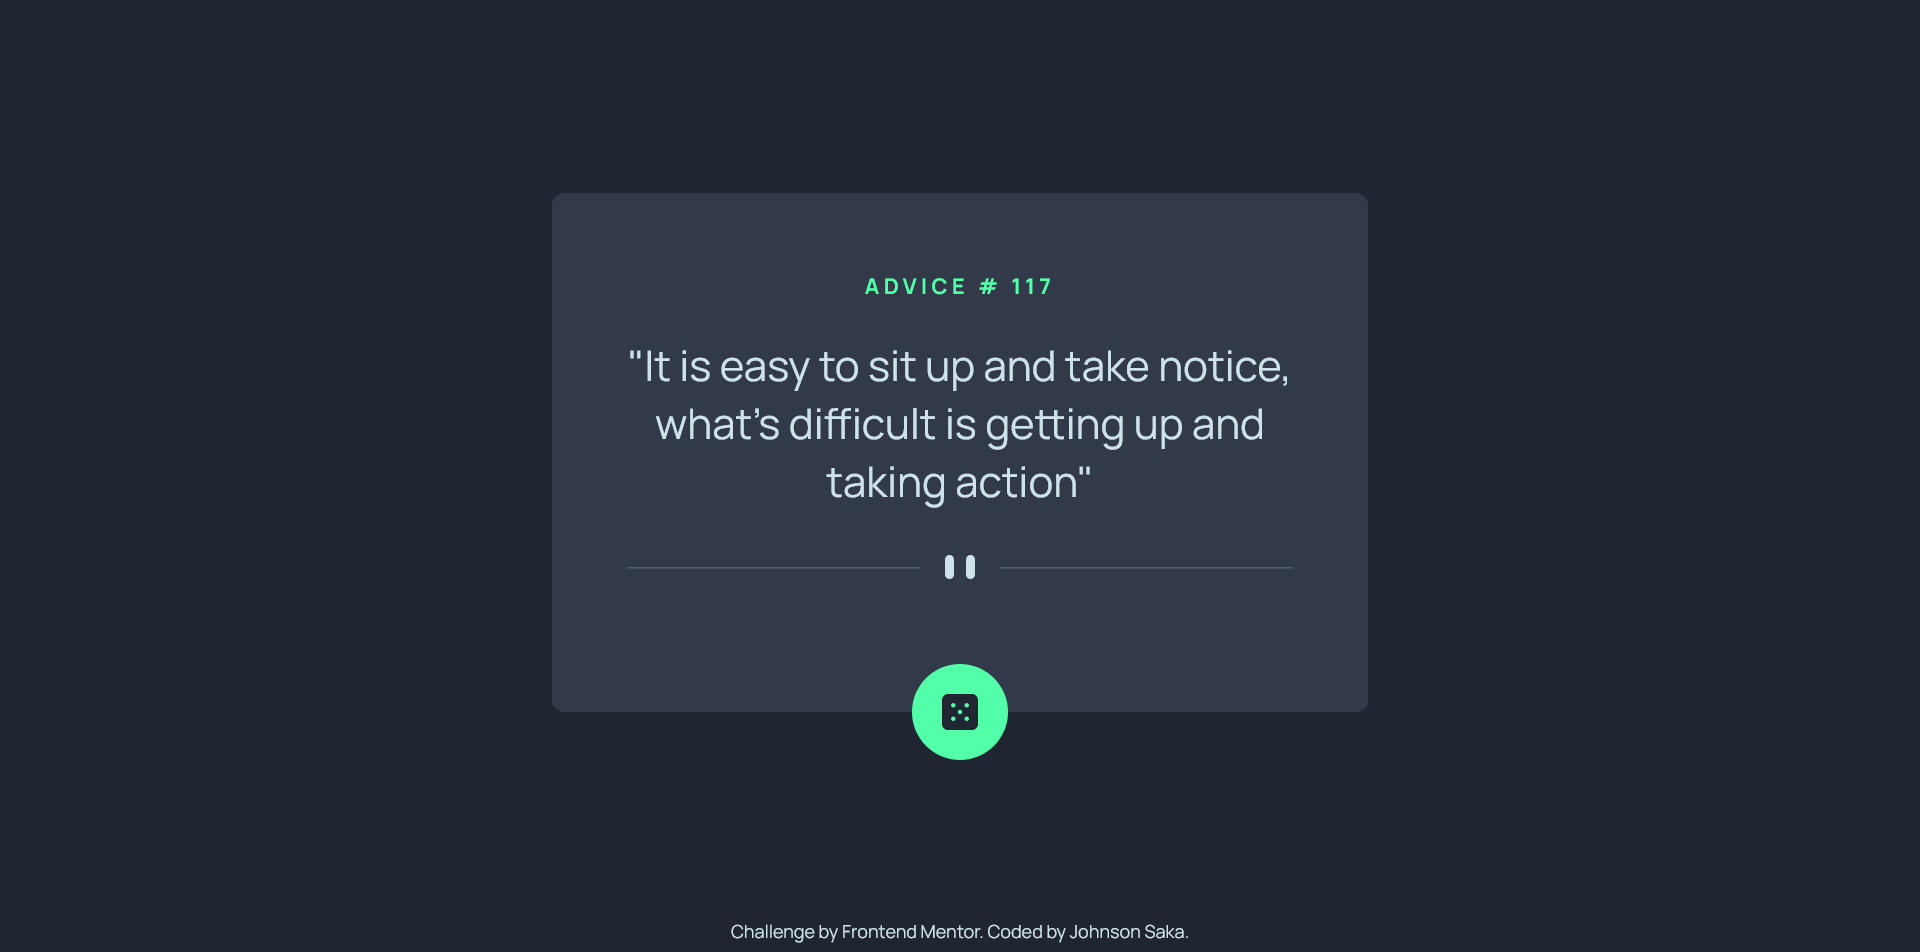 ADVICE # 117
"It is easy to sit up and take notice,
what's difficult is getting up and
taking action"
Challenge by Frontend Mentor. Coded by Johnson Saka.